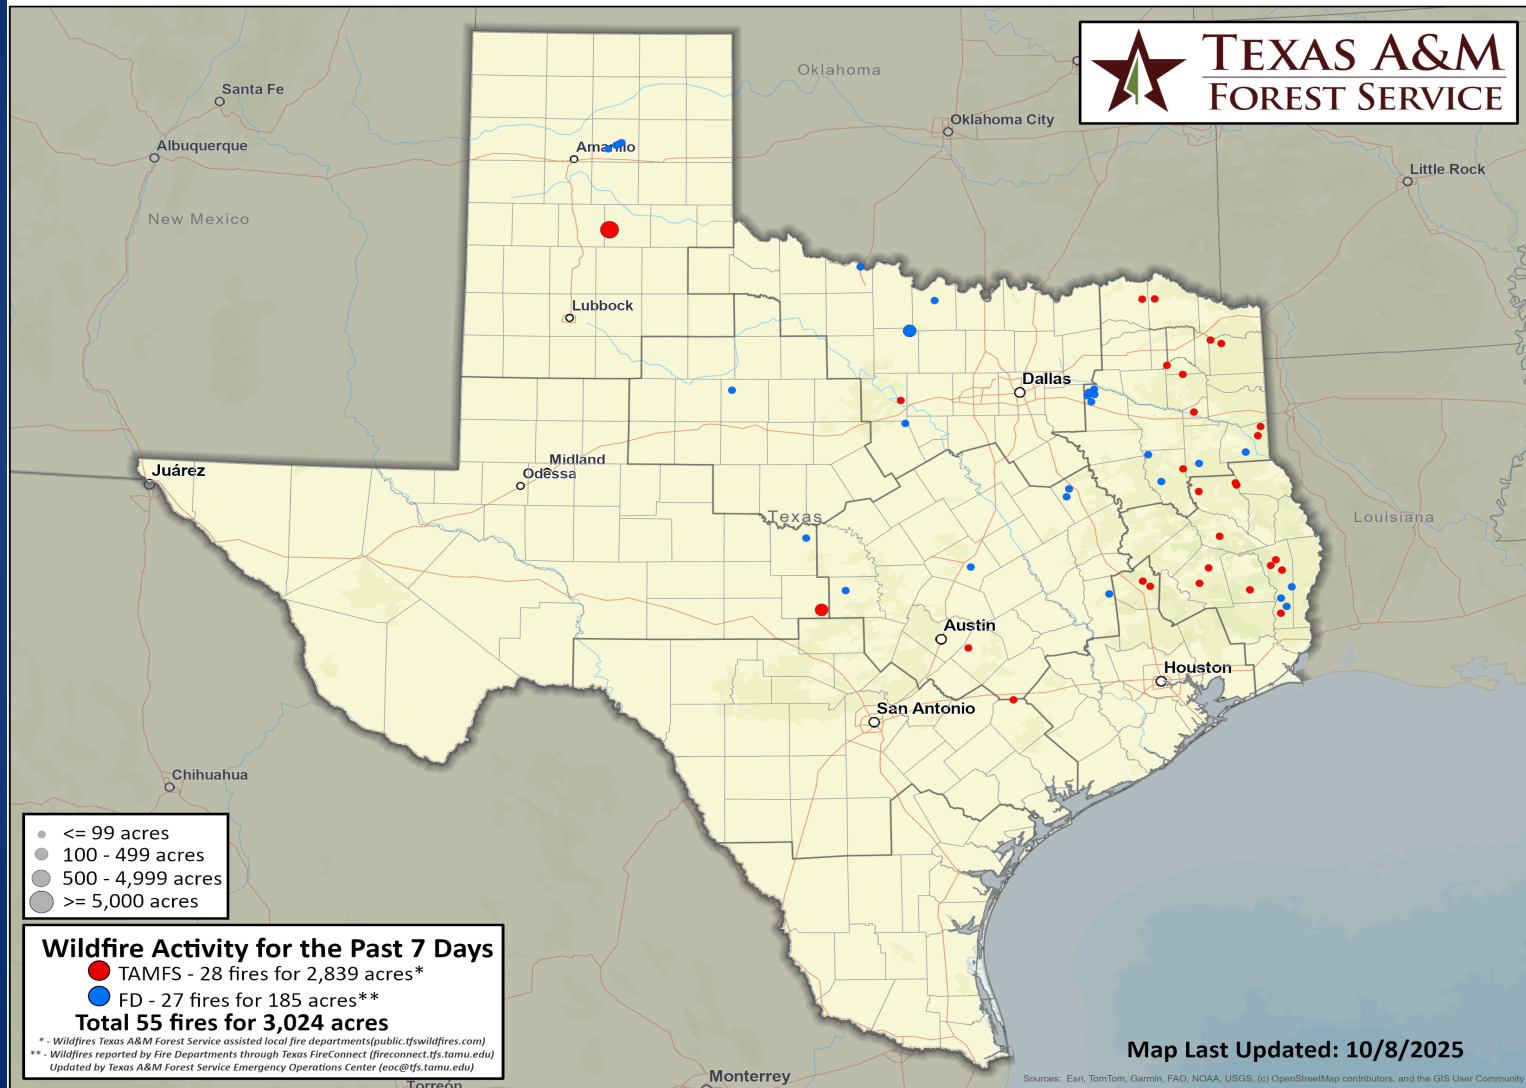 TEXAS A&M
FOREST SERVICE
Oklahoma
Santa Fe
Oklahoma City
Albuquerque
Amarillo
Little Rock
New Mexico
Lubbock
Dallas
Midland
Odessa
Juárez
Texas
Louisiana
Austin
Houston
San Antonio
Chihuahua
<= 99 acres
100 - 499 acres
500 - 4,999 acres
>= 5,000 acres
Wildfire Activity for the Past 7 Days
TAMFS - 28 fires for 2,839 acres*
FD - 27 fires for 185 acres**
Total 55 fires for 3,024 acres
* - Wildfires Texas A&M Forest Service assisted local fire departments(public.tfswildfires.com)
** - Wildfires reported by Fire Departments through Texas FireConnect (fireconnect.tfs.tamu.edu)
Updated by Texas A&M Forest Service Emergency Operations Center (eoc@tfs.tamu.edu)
Map Last Updated: 10/8/2025
Monterrey
Torreón
Sources: Esri, TomTom, Garmin, FAO, NOAA, USGS, (c) OpenStreetMap contributors, and the GIS User Community